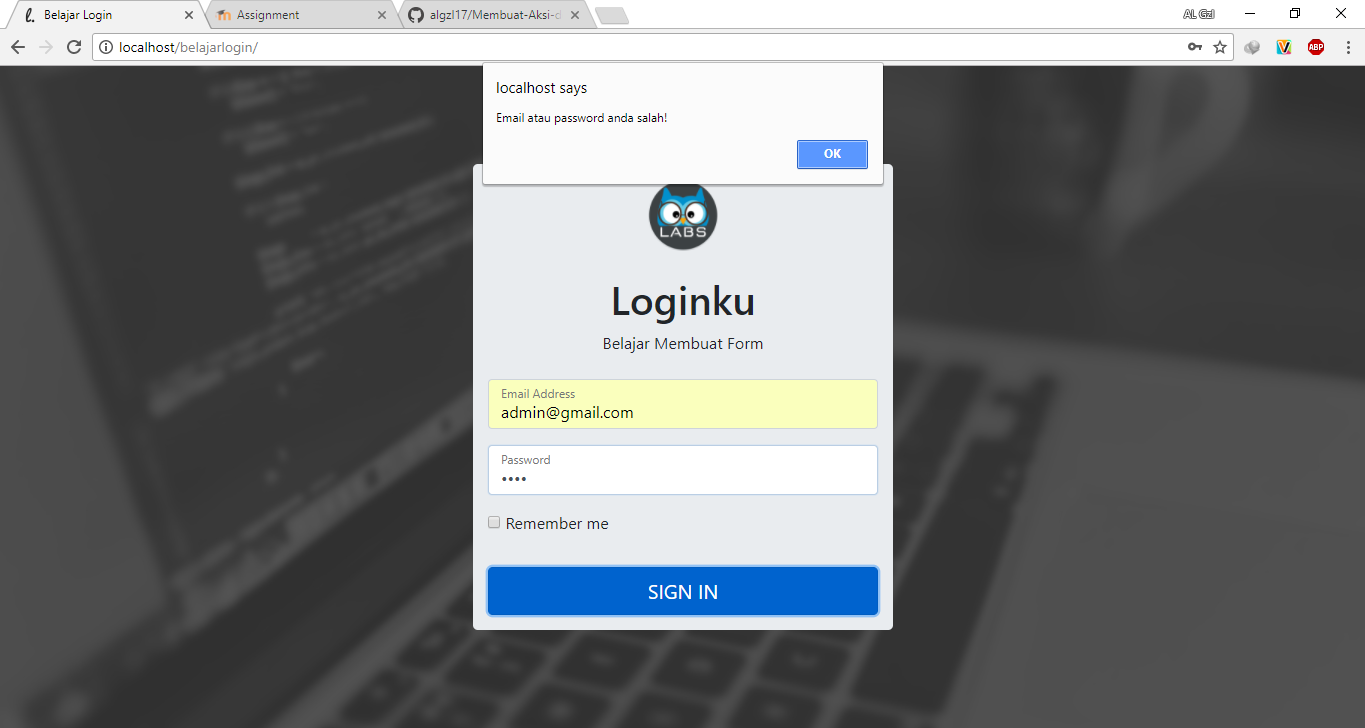 Belajar Login
Assignment
algzl17/Membuat-Aksi-d
AL Gzl
localhost/belajarlogin/
ABP
localhost says
Email atau password anda salah!
OK
LABS
Loginku
Belajar Membuat Form
Email Address
admin@gmail.com
Password
••••
Remember me
SIGN IN